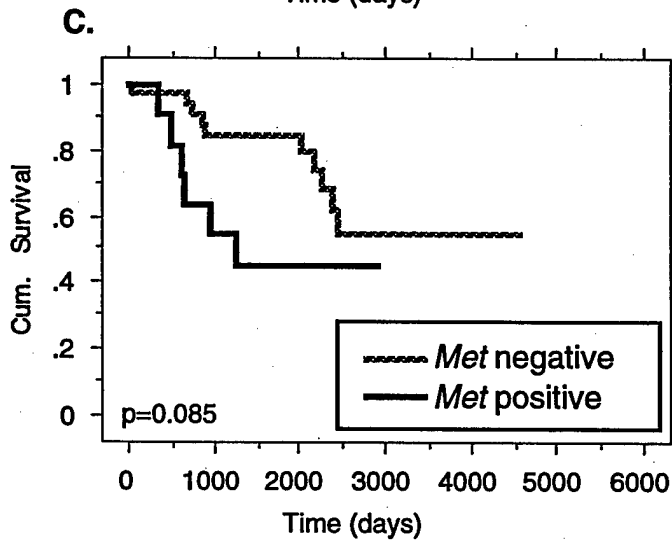 Time (days)
C.
1
.8
.6
.4
.2
0
Cum. Survival
Met negative
Met positive
p=0.085
0 1000 2000 3000 4000 5000 6000
Time (days)